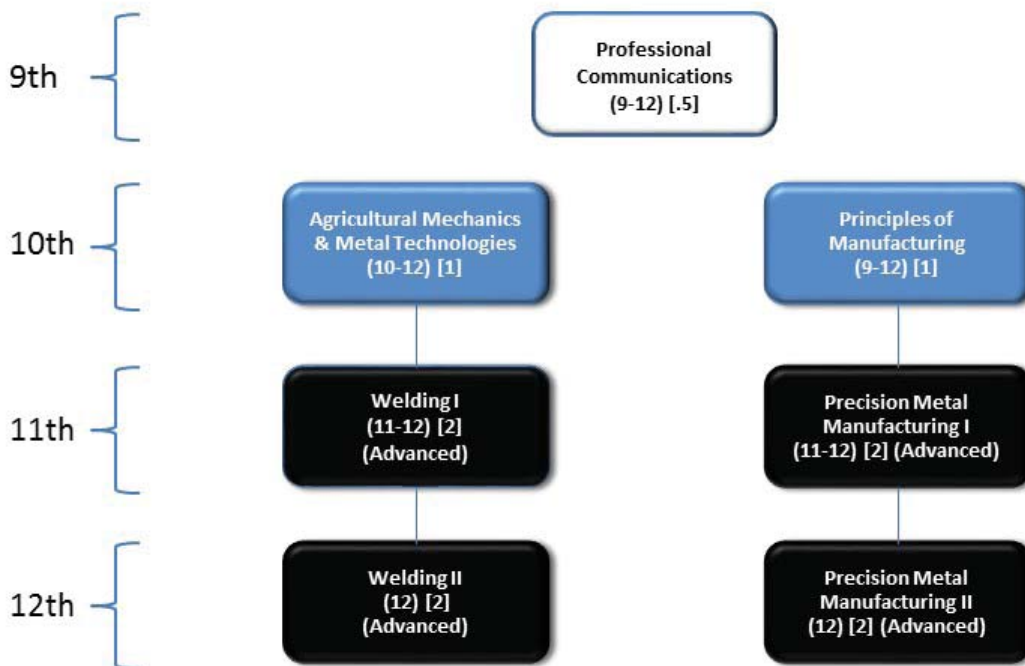 9th
Professional
Communications
(9-12) [.5]
10th
Agricultural Mechanics
& Metal Technologies
(10-12) [1]
Principles of
Manufacturing
(9-12) [1]
11th
Welding I
(11-12) [2]
(Advanced)
Precision Metal
Manufacturing I
(11-12) [2] (Advanced)
12th
Welding II
(12) [2]
(Advanced)
Precision Metal
Manufacturing II
(12) [2] (Advanced)